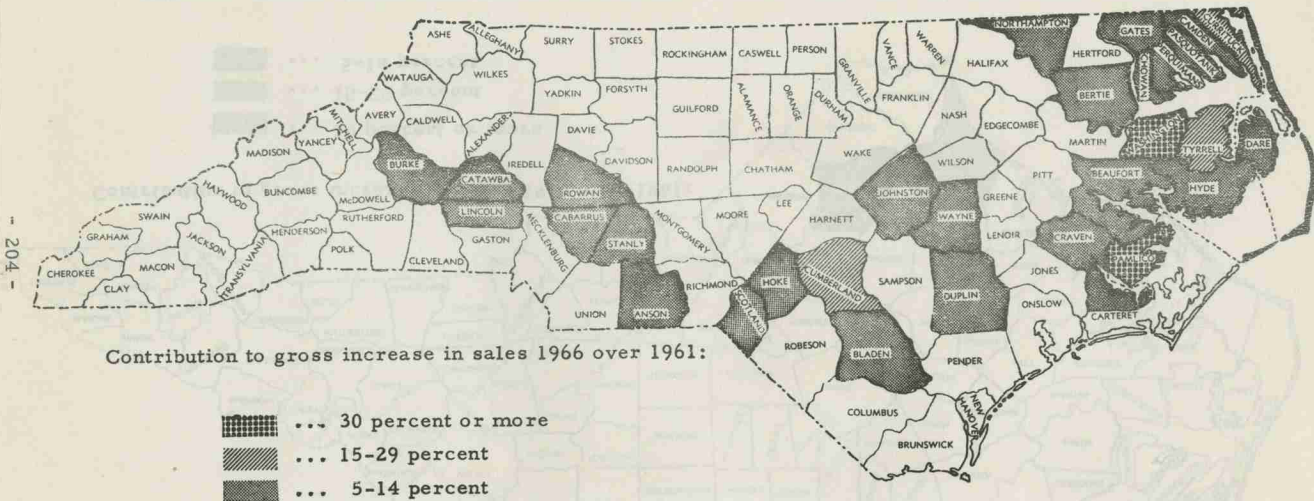 ASHE
ALLEGHANY
SURRY
STOKES
ROCKINGHAM
CASWELL
PERSON
GRANVILLE
VANCE
WARREN
HALIFAX
NORTHAMPTON
HERTFORD
GATES
CURRITUCK
CAMDEN
PASQUOTANK
PERQUIMANS
CHOWAN
WATAUGA
WILKES
YADKIN
FORSYTH
GUILFORD
ALAMANCE
ORANGE
DURHAM
FRANKLIN
NASH
EDGECOMBE
BERTIE
MARTIN
TYRRELL
DARE
MITCHELL
AVERY
CALDWELL
ALEXANDER
IREDELL
DAVIE
DAVIDSON
RANDOLPH
CHATHAM
WAKE
WILSON
PITT
BEAUFORT
HYDE
MADISON
YANCEY
BURKE
CATAWBA
ROWAN
JOHNSTON
GREENE
WAYNE
LENOIR
CRAVEN
PAMLICO
HAYWOOD
BUNCOMBE
McDOWELL
LINCOLN
CABARRUS
STANLY
MONTGOMERY
MOORE
LEE
HARNETT
SWAIN
GRAHAM
JACKSON
HENDERSON
RUTHERFORD
POLK
CLEVELAND
GASTON
MECKLENBURG
CHEROKEE
MACON
CLAY
TRANSYLVANIA
UNION
ANSON
RICHMOND
SCOTLAND
HOKE
CUMBERLAND
SAMPSON
DUPLIN
JONES
ONSLOW
CARTERET
ROBESON
BLADEN
PENDER
COLUMBUS
NEW
HANOVER
BRUNSWICK
Contribution to gross increase in sales 1966 over 1961:
... 30 percent or more
... 15-29 percent
... 5-14 percent
- 204 -